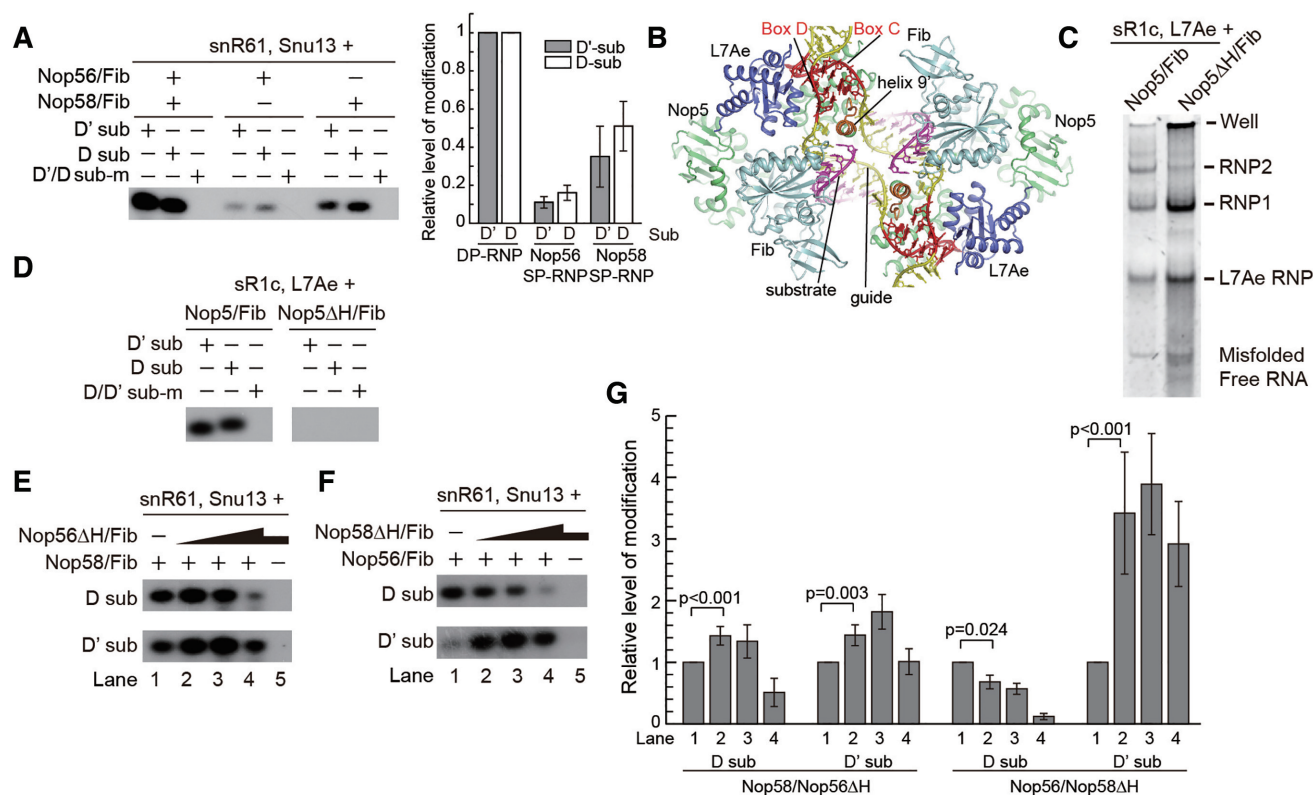 A
snR61, Snu13 +
Nop56/Fib + + −
Nop58/Fib + − +
D' sub + − − + − − + − −
D sub − + − − + − − + −
D'/D sub-m − − + − − + − − +
Relative level of modification
1
0.8
0.6
0.4
0.2
0
D'-sub
D-sub
D' D D' D D' D Sub
DP-RNP Nop56 Nop58
SP-RNP SP-RNP
B
Box D Box C
L7Ae Fib
helix 9'
Nop5 Nop5
Fib L7Ae
substrate guide
C
sR1c, L7Ae +
Nop5/Fib
Nop5ΔH/Fib
Well
RNP2
RNP1
L7Ae RNP
Misfolded
Free RNA
D
sR1c, L7Ae +
Nop5/Fib Nop5ΔH/Fib
D' sub + − − + − −
D sub − + − − + −
D/D' sub-m − − + − − +
E
snR61, Snu13 +
Nop56ΔH/Fib −
Nop58/Fib + + + + −
D sub
D' sub
Lane 1 2 3 4 5
F
snR61, Snu13 +
Nop58ΔH/Fib −
Nop56/Fib + + + + −
D sub
D' sub
Lane 1 2 3 4 5
G
Relative level of modification
5
4
3
2
1
0
p<0.001
p=0.003
p=0.024
p<0.001
Lane 1 2 3 4 1 2 3 4 1 2 3 4 1 2 3 4
D sub D' sub D sub D' sub
Nop58/Nop56ΔH Nop56/Nop58ΔH